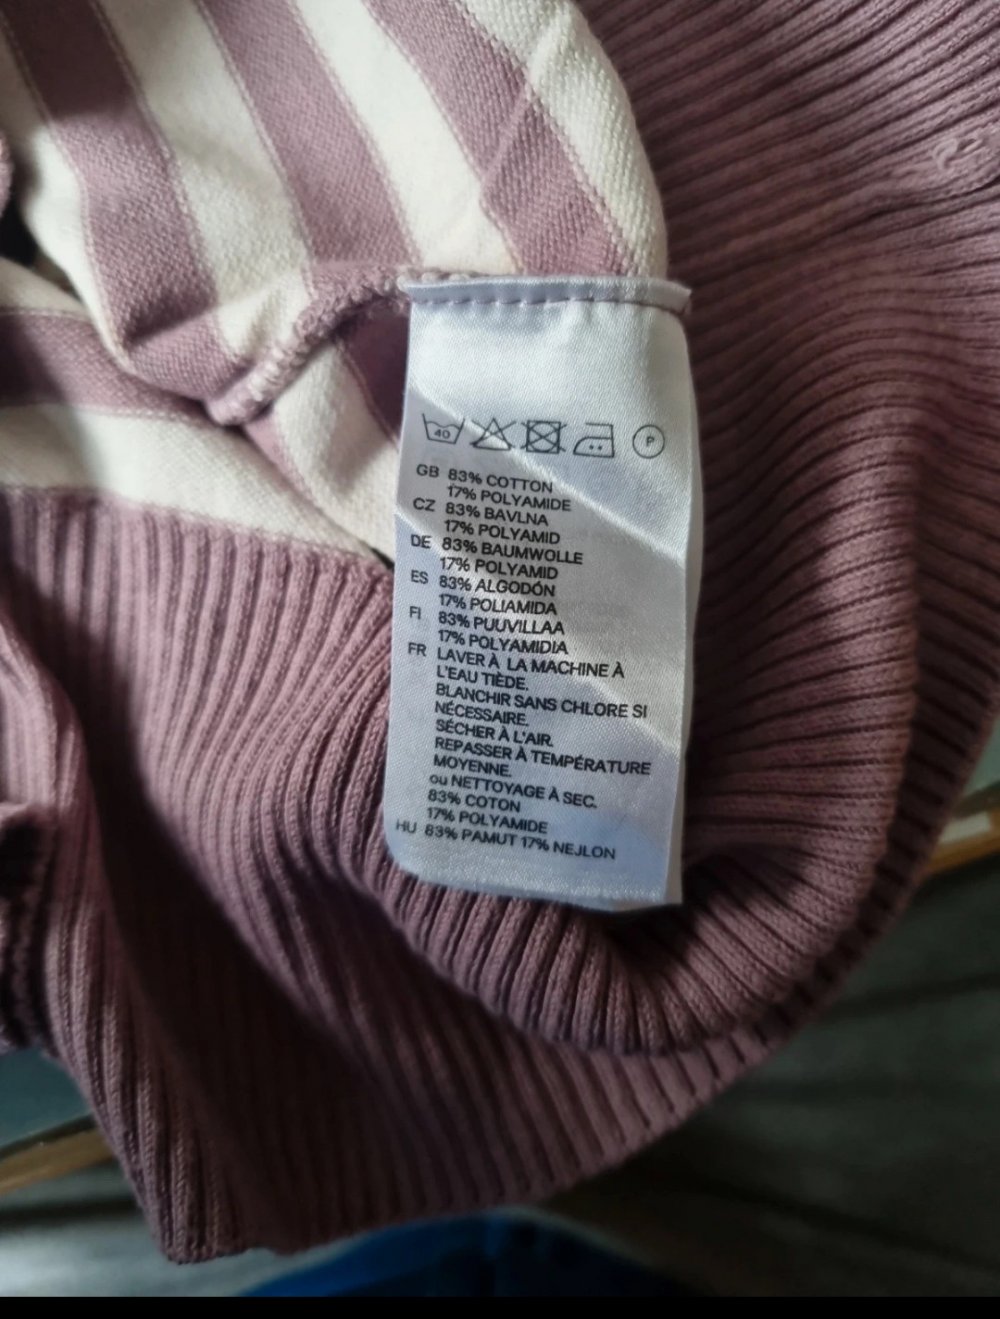 40 P
GB 83% COTTON
17% POLYAMIDE
CZ 83% BAVLNA
17% POLYAMID
DE 83% BAUMWOLLE
17% POLYAMID
ES 83% ALGODÓN
17% POLIAMIDA
FI 83% PUUVILLAA
17% POLYAMIDIA
FR LAVER À LA MACHINE À
L'EAU TIÈDE.
BLANCHIR SANS CHLORE SI
NÉCESSAIRE.
SÉCHER À L'AIR.
REPASSER À TEMPÉRATURE
MOYENNE.
ou NETTOYAGE À SEC.
83% COTON
17% POLYAMIDE
HU 83% PAMUT 17% NEJLON